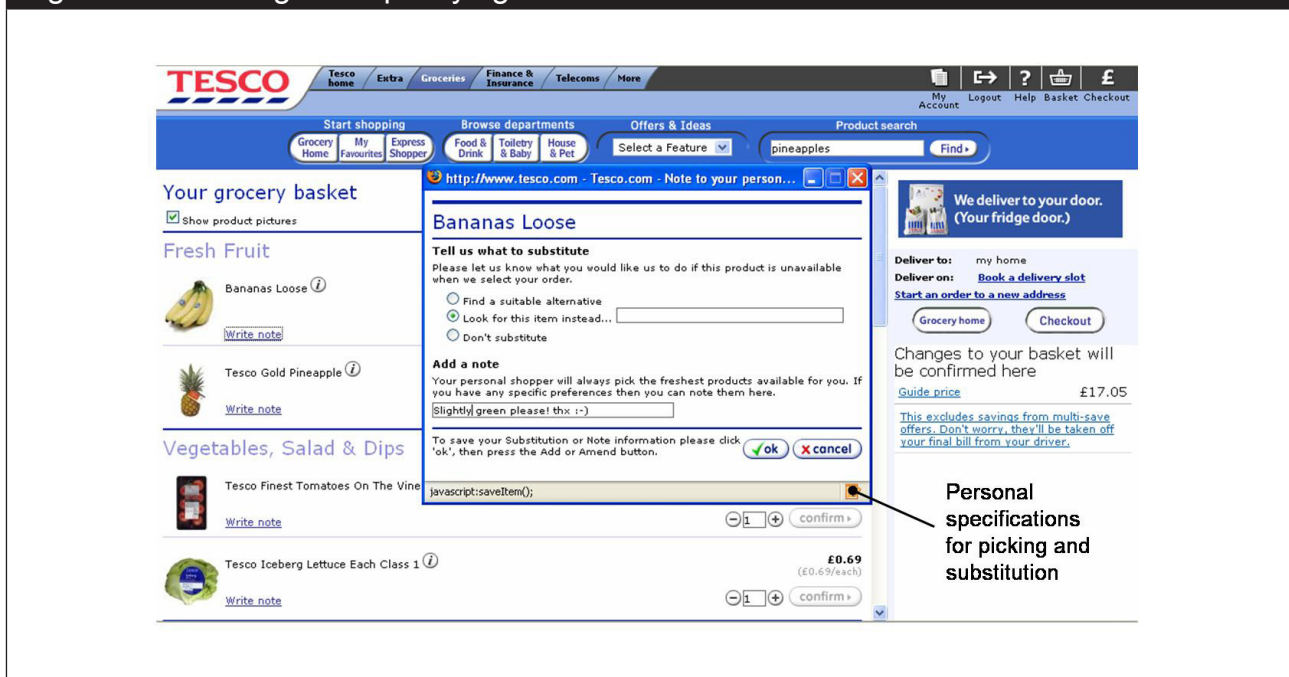 TESCO
Tesco home
Extra
Groceries
Finance & Insurance
Telecoms
More
My Account
Logout
Help
Basket
Checkout
Start shopping
Browse departments
Offers & Ideas
Product search
Grocery Home
My Favourites
Express Shopper
Food & Drink
Toiletry & Baby
House & Pet
Select a Feature
pineapples
Find
Your grocery basket
Show product pictures
Fresh Fruit
Bananas Loose
Write note
Tesco Gold Pineapple
Write note
Vegetables, Salad & Dips
Tesco Finest Tomatoes On The Vine
Write note
1
confirm
Tesco Iceberg Lettuce Each Class 1
£0.69
(£0.69/each)
Write note
1
confirm
http://www.tesco.com - Tesco.com - Note to your person...
Bananas Loose
Tell us what to substitute
Please let us know what you would like us to do if this product is unavailable
when we select your order.
Find a suitable alternative
Look for this item instead...
Don't substitute
Add a note
Your personal shopper will always pick the freshest products available for you. If
you have any specific preferences then you can note them here.
Slightly green please! thx :-)
To save your Substitution or Note information please click
'ok', then press the Add or Amend button.
ok
cancel
javascript:saveItem();
We deliver to your door.
(Your fridge door.)
Deliver to: my home
Deliver on: Book a delivery slot
Start an order to a new address
Grocery home
Checkout
Changes to your basket will
be confirmed here
Guide price £17.05
This excludes savings from multi-save
offers. Don't worry, they'll be taken off
your final bill from your driver.
Personal
specifications
for picking and
substitution